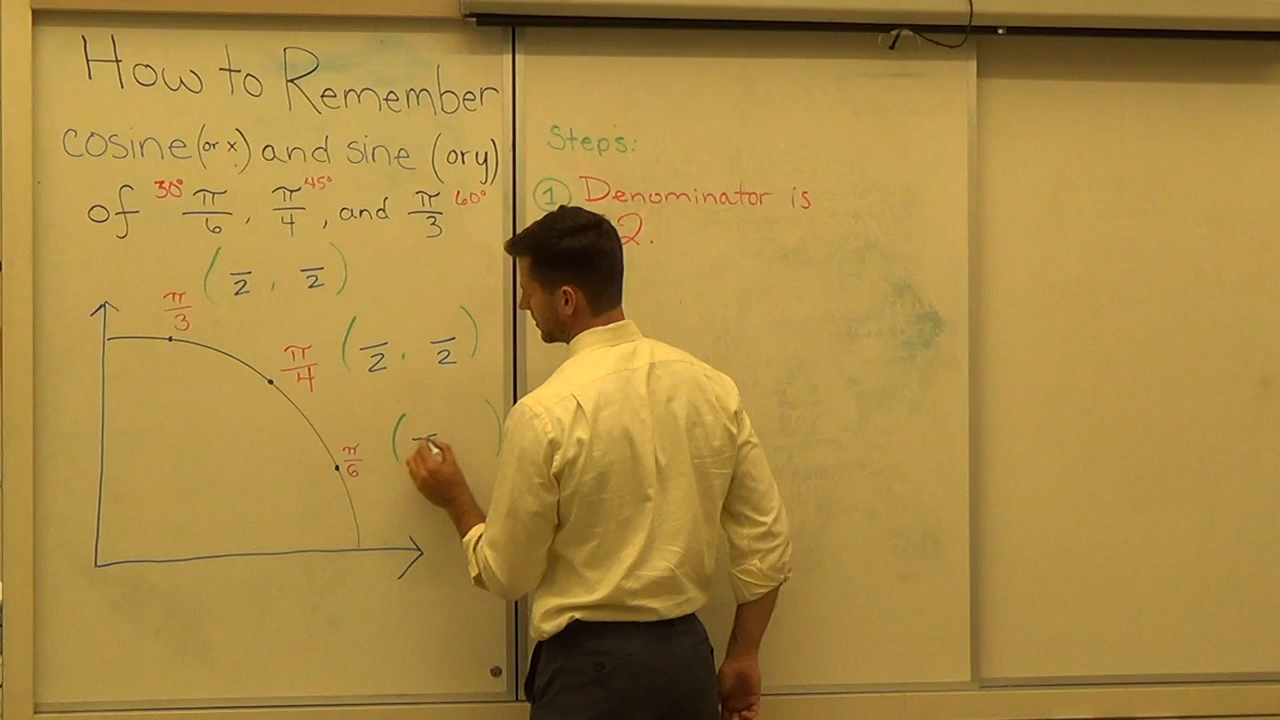 How to Remember
cosine (or x) and sine (or y)
of 30° π/6, π/4 45°, and π/3 60°
π/3 (—/2, —/2)
π/4 (—/2, —/2)
π/6 (— )
Steps:
① Denominator is
2.